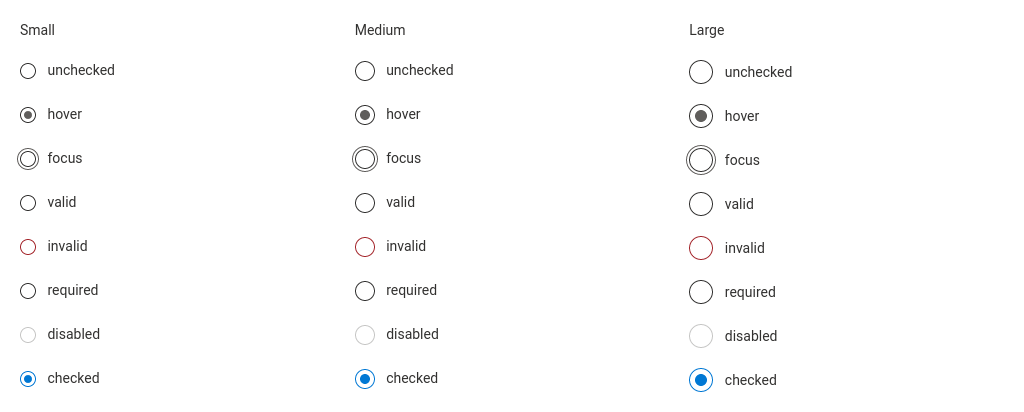 Small
unchecked
hover
focus
valid
invalid
required
disabled
checked
Medium
unchecked
hover
focus
valid
invalid
required
disabled
checked
Large
unchecked
hover
focus
valid
invalid
required
disabled
checked